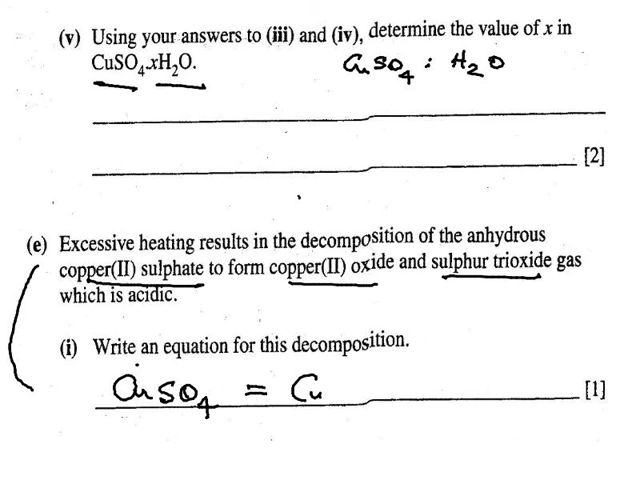 (v) Using your answers to (iii) and (iv), determine the value of x in
CuSO₄.xH₂O.
CuSO₄ : H₂O
[2]
(e) Excessive heating results in the decomposition of the anhydrous
copper(II) sulphate to form copper(II) oxide and sulphur trioxide gas
which is acidic.
(i) Write an equation for this decomposition.
CuSO₄ = Cu
[1]